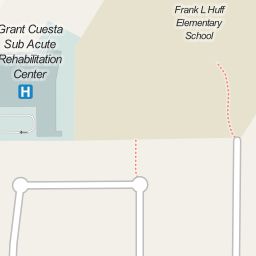 Grant Cuesta
Sub Acute
Rehabilitation
Center
H
Frank L Huff
Elementary
School